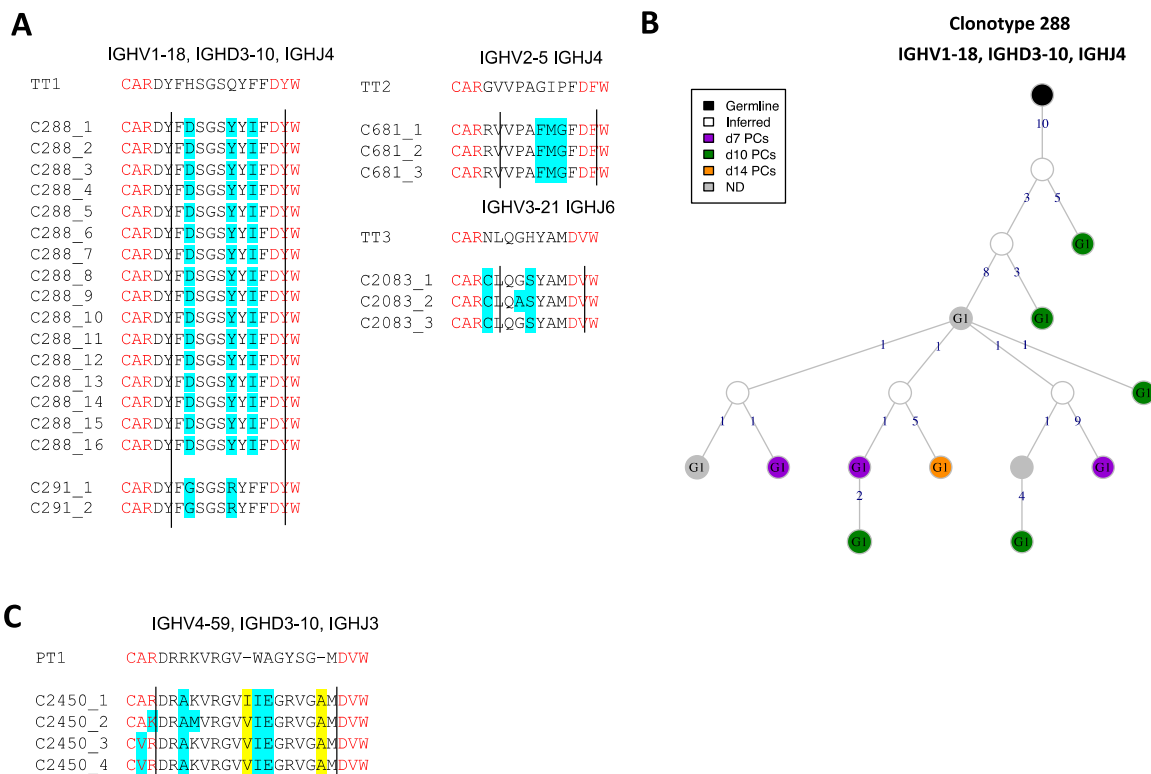 A
IGHV1-18, IGHD3-10, IGHJ4
TT1 CARDYFHSGSQYFFDYW
C288_1 CARDYFDSGSYYIFDYW
C288_2 CARDYFDSGSYYIFDYW
C288_3 CARDYFDSGSYYIFDYW
C288_4 CARDYFDSGSYYIFDYW
C288_5 CARDYFDSGSYYIFDYW
C288_6 CARDYFDSGSYYIFDYW
C288_7 CARDYFDSGSYYIFDYW
C288_8 CARDYFDSGSYYIFDYW
C288_9 CARDYFDSGSYYIFDYW
C288_10 CARDYFDSGSYYIFDYW
C288_11 CARDYFDSGSYYIFDYW
C288_12 CARDYFDSGSYYIFDYW
C288_13 CARDYFDSGSYYIFDYW
C288_14 CARDYFDSGSYYIFDYW
C288_15 CARDYFDSGSYYIFDYW
C288_16 CARDYFDSGSYYIFDYW
C291_1 CARDYFGSGSRYFFDYW
C291_2 CARDYFGSGSRYFFDYW
IGHV2-5 IGHJ4
TT2 CARGVVPAGIPFDFW
C681_1 CARRVVPAFMGFDFW
C681_2 CARRVVPAFMGFDFW
C681_3 CARRVVPAFMGFDFW
IGHV3-21 IGHJ6
TT3 CARNLQGHYAMDVW
C2083_1 CARCLQGSYAMDVW
C2083_2 CARCLQASYAMDVW
C2083_3 CARCLQGSYAMDVW
B
Clonotype 288
IGHV1-18, IGHD3-10, IGHJ4
Germline
Inferred
d7 PCs
d10 PCs
d14 PCs
ND
10
3 5
G1
8 3
G1 G1
1 1 1 1
G1
1 1 1 5 1 9
G1 G1 G1 G1 G1
2 4
G1 G1
C
IGHV4-59, IGHD3-10, IGHJ3
PT1 CARDRRKVRGV-WAGYSG-MDVW
C2450_1 CARDRAKVRGVIIEGRVGAMDVW
C2450_2 CAKDRAMVRGVVIEGRVGAMDVW
C2450_3 CVRDRAKVRGVVIEGRVGAMDVW
C2450_4 CVRDRAKVRGVVIEGRVGAMDVW